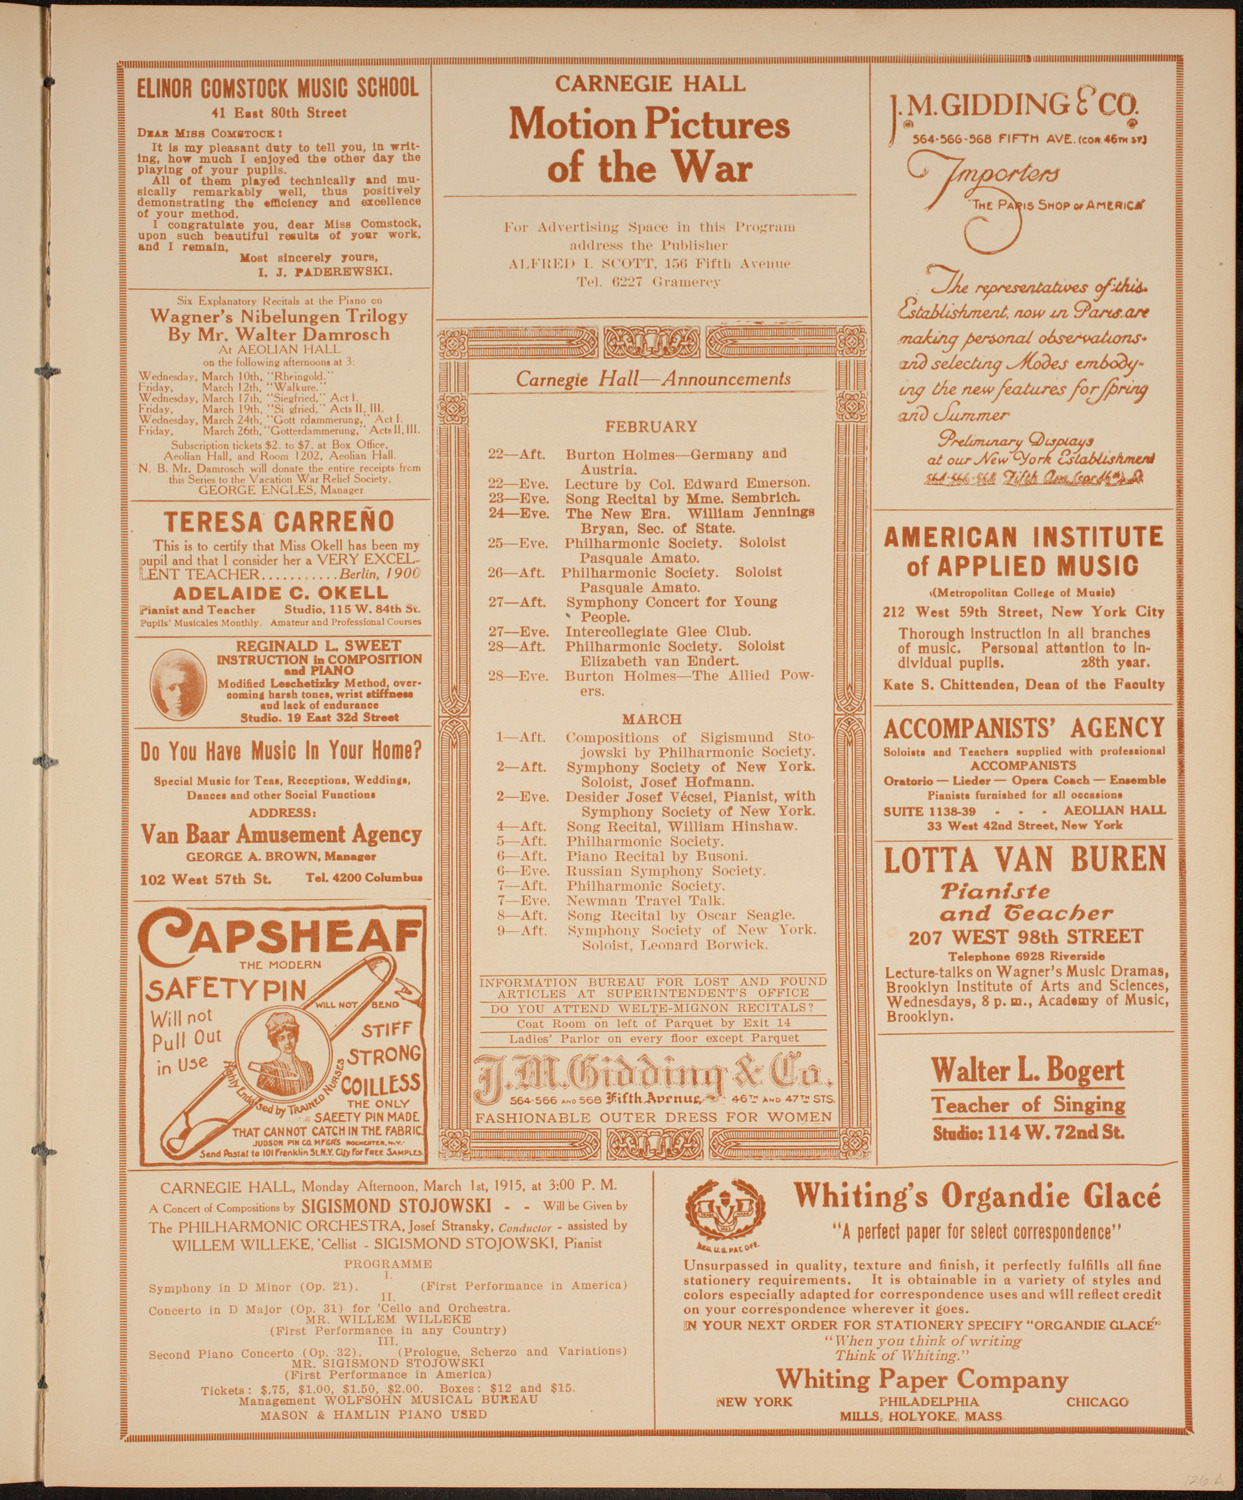 ELINOR COMSTOCK MUSIC SCHOOL
41 East 80th Street
DEAR MISS COMSTOCK:
It is my pleasant duty to tell you, in writ-
ing, how much I enjoyed the other day the
playing of your pupils.
All of them played technically and mu-
sically remarkably well, thus positively
demonstrating the efficiency and excellence
of your method.
I congratulate you, dear Miss Comstock,
upon such beautiful results of your work,
and I remain,
Most sincerely yours,
I. J. PADEREWSKI.
Six Explanatory Recitals at the Piano on
Wagner's Nibelungen Trilogy
By Mr. Walter Damrosch
At AEOLIAN HALL
on the following afternoons at 3:
Wednesday, March 10th, "Rheingold."
Friday, March 12th, "Walkure."
Wednesday, March 17th, "Siegfried," Act I.
Friday, March 19th, "Si gfried," Acts II, III.
Wednesday, March 24th, "Gott rdammerung," Act I.
Friday, March 26th, "Gotterdammerung," Acts II, III.
Subscription tickets $2. to $7. at Box Office,
Aeolian Hall, and Room 1202, Aeolian Hall.
N. B. Mr. Damrosch will donate the entire receipts from
this Series to the Vacation War Relief Society.
GEORGE ENGLES, Manager
TERESA CARREÑO
This is to certify that Miss Okell has been my
pupil and that I consider her a VERY EXCEL-
LENT TEACHER...........Berlin, 1900
ADELAIDE C. OKELL
Pianist and Teacher Studio, 115 W. 84th St.
Pupils' Musicales Monthly. Amateur and Professional Courses
REGINALD L. SWEET
INSTRUCTION in COMPOSITION
and PIANO
Modified Leschetizky Method, over-
coming harsh tones, wrist stiffness
and lack of endurance
Studio, 19 East 32d Street
Do You Have Music In Your Home?
Special Music for Teas, Receptions, Weddings,
Dances and other Social Functions
ADDRESS:
Van Baar Amusement Agency
GEORGE A. BROWN, Manager
102 West 57th St. Tel. 4200 Columbus
CAPSHEAF
THE MODERN
SAFETY PIN
WILL NOT BEND
Will not
Pull Out
in Use
STIFF
STRONG
COILLESS
Highly Endorsed by TRAINED NURSES
THE ONLY
SAFETY PIN MADE
THAT CANNOT CATCH IN THE FABRIC
JUDSON PIN CO. MFGRS ROCHESTER, N.Y.
Send Postal to 101 Franklin St. N.Y. City for FREE SAMPLES
CARNEGIE HALL
Motion Pictures
of the War
For Advertising Space in this Program
address the Publisher
ALFRED I. SCOTT, 156 Fifth Avenue
Tel. 6227 Gramercy
Carnegie Hall—Announcements
FEBRUARY
22—Aft. Burton Holmes—Germany and
Austria.
22—Eve. Lecture by Col. Edward Emerson.
23—Eve. Song Recital by Mme. Sembrich.
24—Eve. The New Era. William Jennings
Bryan, Sec. of State.
25—Eve. Philharmonic Society. Soloist
Pasquale Amato.
26—Aft. Philharmonic Society. Soloist
Pasquale Amato.
27—Aft. Symphony Concert for Young
People.
27—Eve. Intercollegiate Glee Club.
28—Aft. Philharmonic Society. Soloist
Elizabeth van Endert.
28—Eve. Burton Holmes—The Allied Pow-
ers.
MARCH
1—Aft. Compositions of Sigismund Sto-
jowski by Philharmonic Society.
2—Aft. Symphony Society of New York.
Soloist, Josef Hofmann.
2—Eve. Desider Josef Vécsei, Pianist, with
Symphony Society of New York.
4—Aft. Song Recital, William Hinshaw.
5—Aft. Philharmonic Society.
6—Aft. Piano Recital by Busoni.
6—Eve. Russian Symphony Society.
7—Aft. Philharmonic Society.
7—Eve. Newman Travel Talk.
8—Aft. Song Recital by Oscar Seagle.
9—Aft. Symphony Society of New York.
Soloist, Leonard Borwick.
INFORMATION BUREAU FOR LOST AND FOUND
ARTICLES AT SUPERINTENDENT'S OFFICE
DO YOU ATTEND WELTE-MIGNON RECITALS?
Coat Room on left of Parquet by Exit 14
Ladies' Parlor on every floor except Parquet
J.M. Gidding & Co.
564-566 AND 568 Fifth Avenue, 46TH AND 47TH STS.
FASHIONABLE OUTER DRESS FOR WOMEN
J.M. GIDDING & CO.
564-566-568 FIFTH AVE. (COR. 46TH ST.)
Importers
"THE PARIS SHOP OF AMERICA"
The representatives of this
Establishment, now in Paris are
making personal observations
and selecting Modes embody-
ing the new features for Spring
and Summer
Preliminary Displays
at our New York Establishment
564-566-568 Fifth Ave.
AMERICAN INSTITUTE
of APPLIED MUSIC
(Metropolitan College of Music)
212 West 59th Street, New York City
Thorough instruction in all branches
of music. Personal attention to in-
dividual pupils. 28th year.
Kate S. Chittenden, Dean of the Faculty
ACCOMPANISTS' AGENCY
Soloists and Teachers supplied with professional
ACCOMPANISTS
Oratorio — Lieder — Opera Coach — Ensemble
Pianists furnished for all occasions
SUITE 1138-39 - - - AEOLIAN HALL
33 West 42nd Street, New York
LOTTA VAN BUREN
Pianiste
and Teacher
207 WEST 98th STREET
Telephone 6928 Riverside
Lecture-talks on Wagner's Music Dramas,
Brooklyn Institute of Arts and Sciences,
Wednesdays, 8 p. m., Academy of Music,
Brooklyn.
Walter L. Bogert
Teacher of Singing
Studio: 114 W. 72nd St.
CARNEGIE HALL, Monday Afternoon, March 1st, 1915, at 3:00 P. M.
A Concert of Compositions by SIGISMOND STOJOWSKI - - Will be Given by
The PHILHARMONIC ORCHESTRA, Josef Stransky, Conductor - assisted by
WILLEM WILLEKE, 'Cellist - SIGISMOND STOJOWSKI, Pianist
PROGRAMME
I.
Symphony in D Minor (Op. 21). (First Performance in America)
II.
Concerto in D Major (Op. 31) for 'Cello and Orchestra.
MR. WILLEM WILLEKE
(First Performance in any Country)
III.
Second Piano Concerto (Op. 32). (Prologue, Scherzo and Variations)
MR. SIGISMOND STOJOWSKI
(First Performance in America)
Tickets: $.75, $1.00, $1.50, $2.00. Boxes: $12 and $15.
Management WOLFSOHN MUSICAL BUREAU
MASON & HAMLIN PIANO USED
REG. U.S. PAT. OFF.
Whiting's Organdie Glacé
"A perfect paper for select correspondence"
Unsurpassed in quality, texture and finish, it perfectly fulfills all fine
stationery requirements. It is obtainable in a variety of styles and
colors especially adapted for correspondence uses and will reflect credit
on your correspondence wherever it goes.
IN YOUR NEXT ORDER FOR STATIONERY SPECIFY "ORGANDIE GLACÉ"
"When you think of writing
Think of Whiting."
Whiting Paper Company
NEW YORK PHILADELPHIA CHICAGO
MILLS, HOLYOKE, MASS.
126 A